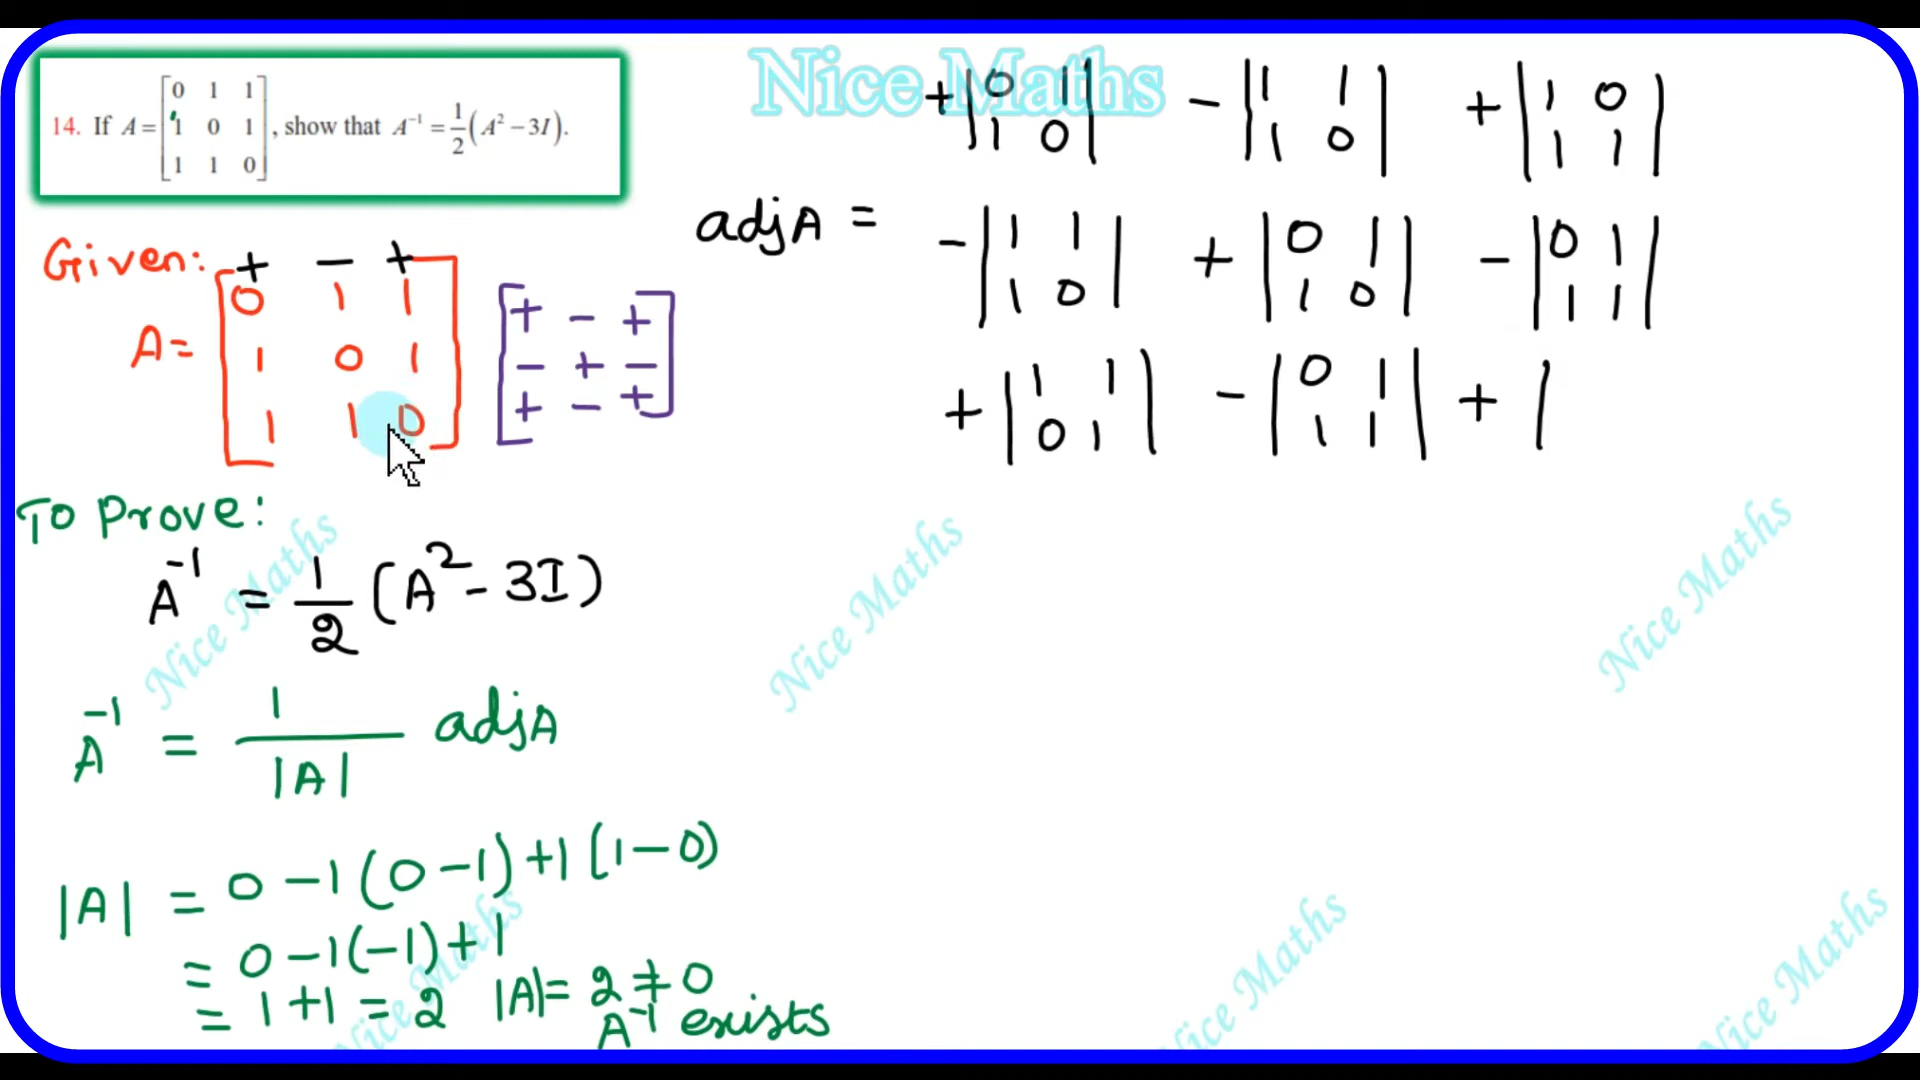 Nice Maths
14. If A = [0 1 1
1 0 1
1 1 0], show that A⁻¹ = 1/2 (A² − 3I).
Given:
+ − +
A = [0 1 1
1 0 1
1 1 0]
[+ − +
− + −
+ − +]
To Prove:
A⁻¹ = 1/2 (A² - 3I)
A⁻¹ = 1/|A| adjA
|A| = 0 -1 (0 -1) +1 (1 - 0)
= 0 -1(-1) +1
= 1 +1 = 2 |A| = 2 ≠ 0
A⁻¹ exists
adjA =
+|0 1| -|1 1| +|1 0|
|1 0| |1 0| |1 1|
-|1 1| +|0 1| -|0 1|
|1 0| |1 0| |1 1|
+|1 1| -|0 1| +|
|0 1| |1 1|
Nice Maths
Nice Maths
Nice Maths
Nice Maths
Nice Maths
Nice Maths